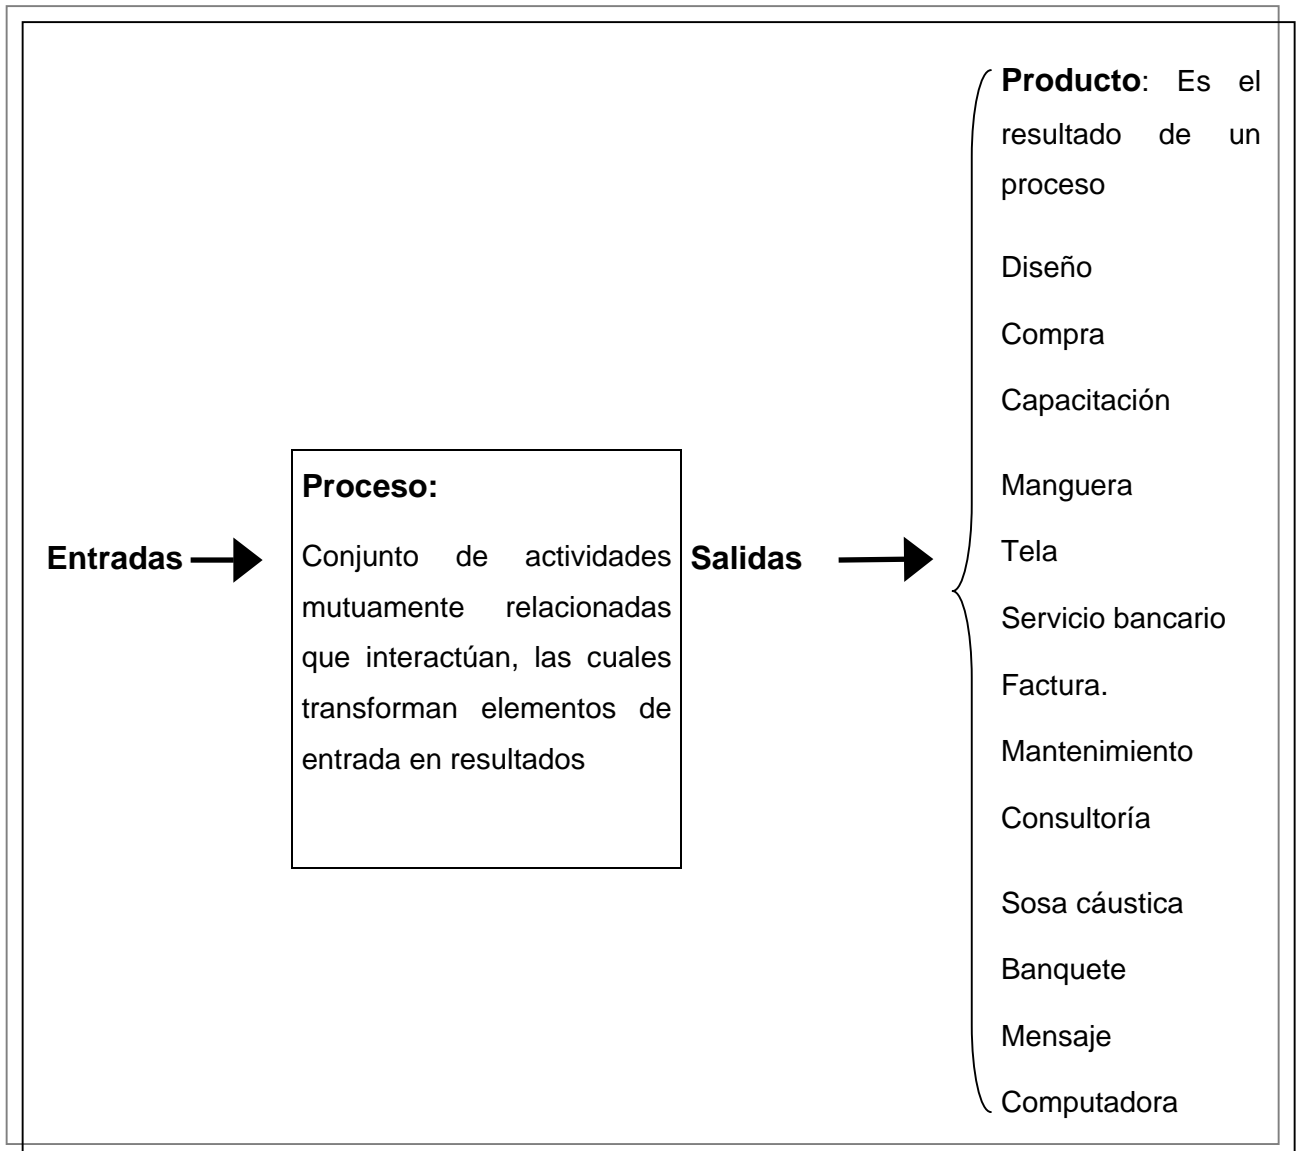 Entradas
Proceso:
Conjunto de actividades
mutuamente relacionadas
que interactúan, las cuales
transforman elementos de
entrada en resultados
Salidas
Producto: Es el
resultado de un
proceso
Diseño
Compra
Capacitación
Manguera
Tela
Servicio bancario
Factura.
Mantenimiento
Consultoría
Sosa cáustica
Banquete
Mensaje
Computadora